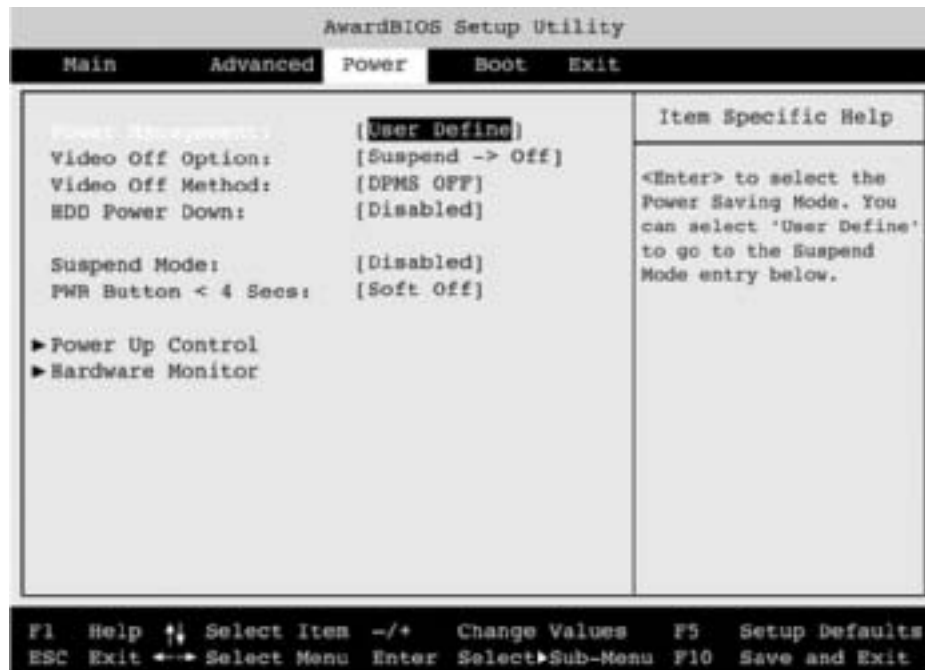 AwardBIOS Setup Utility
Main Advanced Power Boot Exit
Power Management: [User Define]
Video Off Option: [Suspend -> Off]
Video Off Method: [DPMS OFF]
HDD Power Down: [Disabled]
Suspend Mode: [Disabled]
PWR Button < 4 Secs: [Soft Off]
►Power Up Control
►Hardware Monitor
Item Specific Help
<Enter> to select the
Power Saving Mode. You
can select 'User Define'
to go to the Suspend
Mode entry below.
F1 Help ↑↓ Select Item -/+ Change Values F5 Setup Defaults
ESC Exit ←→ Select Menu Enter Select►Sub-Menu F10 Save and Exit